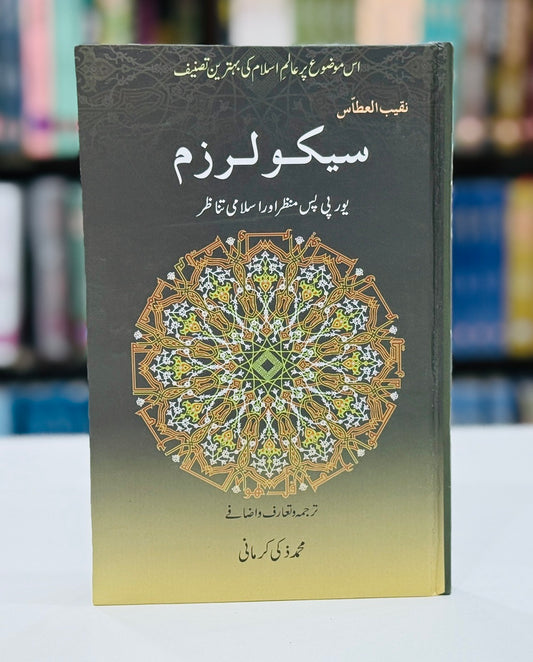 اس موضوع پر عالمِ اسلام کی بہترین تصنیف
نقیب العطاّس
سیکولرزم
یورپی پس منظر اور اسلامی تناظر
ترجمہ و تعارف و اضافے
محمد ذکی کرمانی